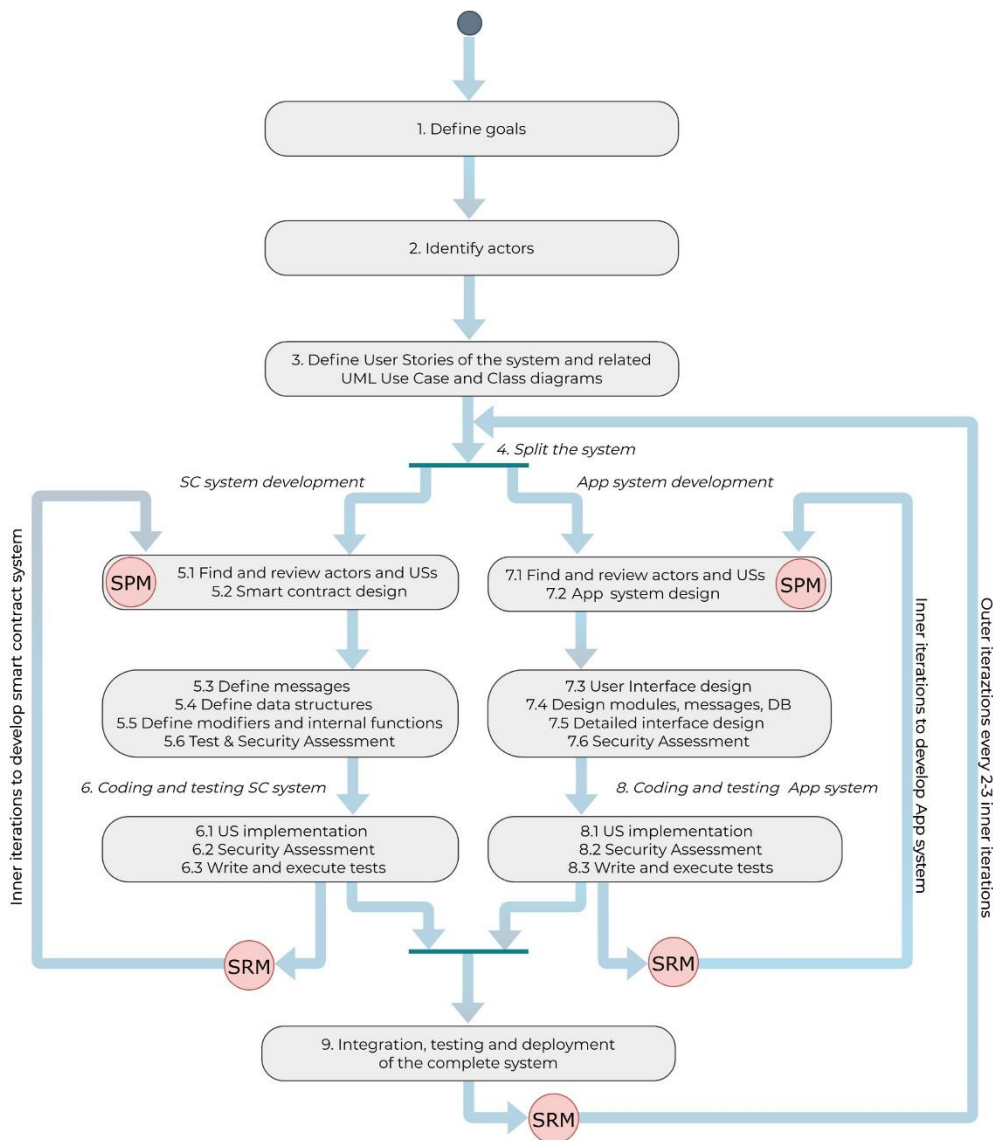 1. Define goals
2. Identify actors
3. Define User Stories of the system and related
UML Use Case and Class diagrams
4. Split the system
SC system development
App system development
SPM
5.1 Find and review actors and USs
5.2 Smart contract design
7.1 Find and review actors and USs
7.2 App system design
SPM
5.3 Define messages
5.4 Define data structures
5.5 Define modifiers and internal functions
5.6 Test & Security Assessment
7.3 User Interface design
7.4 Design modules, messages, DB
7.5 Detailed interface design
7.6 Security Assessment
6. Coding and testing SC system
8. Coding and testing App system
6.1 US implementation
6.2 Security Assessment
6.3 Write and execute tests
8.1 US implementation
8.2 Security Assessment
8.3 Write and execute tests
SRM
SRM
9. Integration, testing and deployment
of the complete system
SRM
Inner iterations to develop smart contract system
Inner iterations to develop App system
Outer iteraztions every 2-3 inner iterations